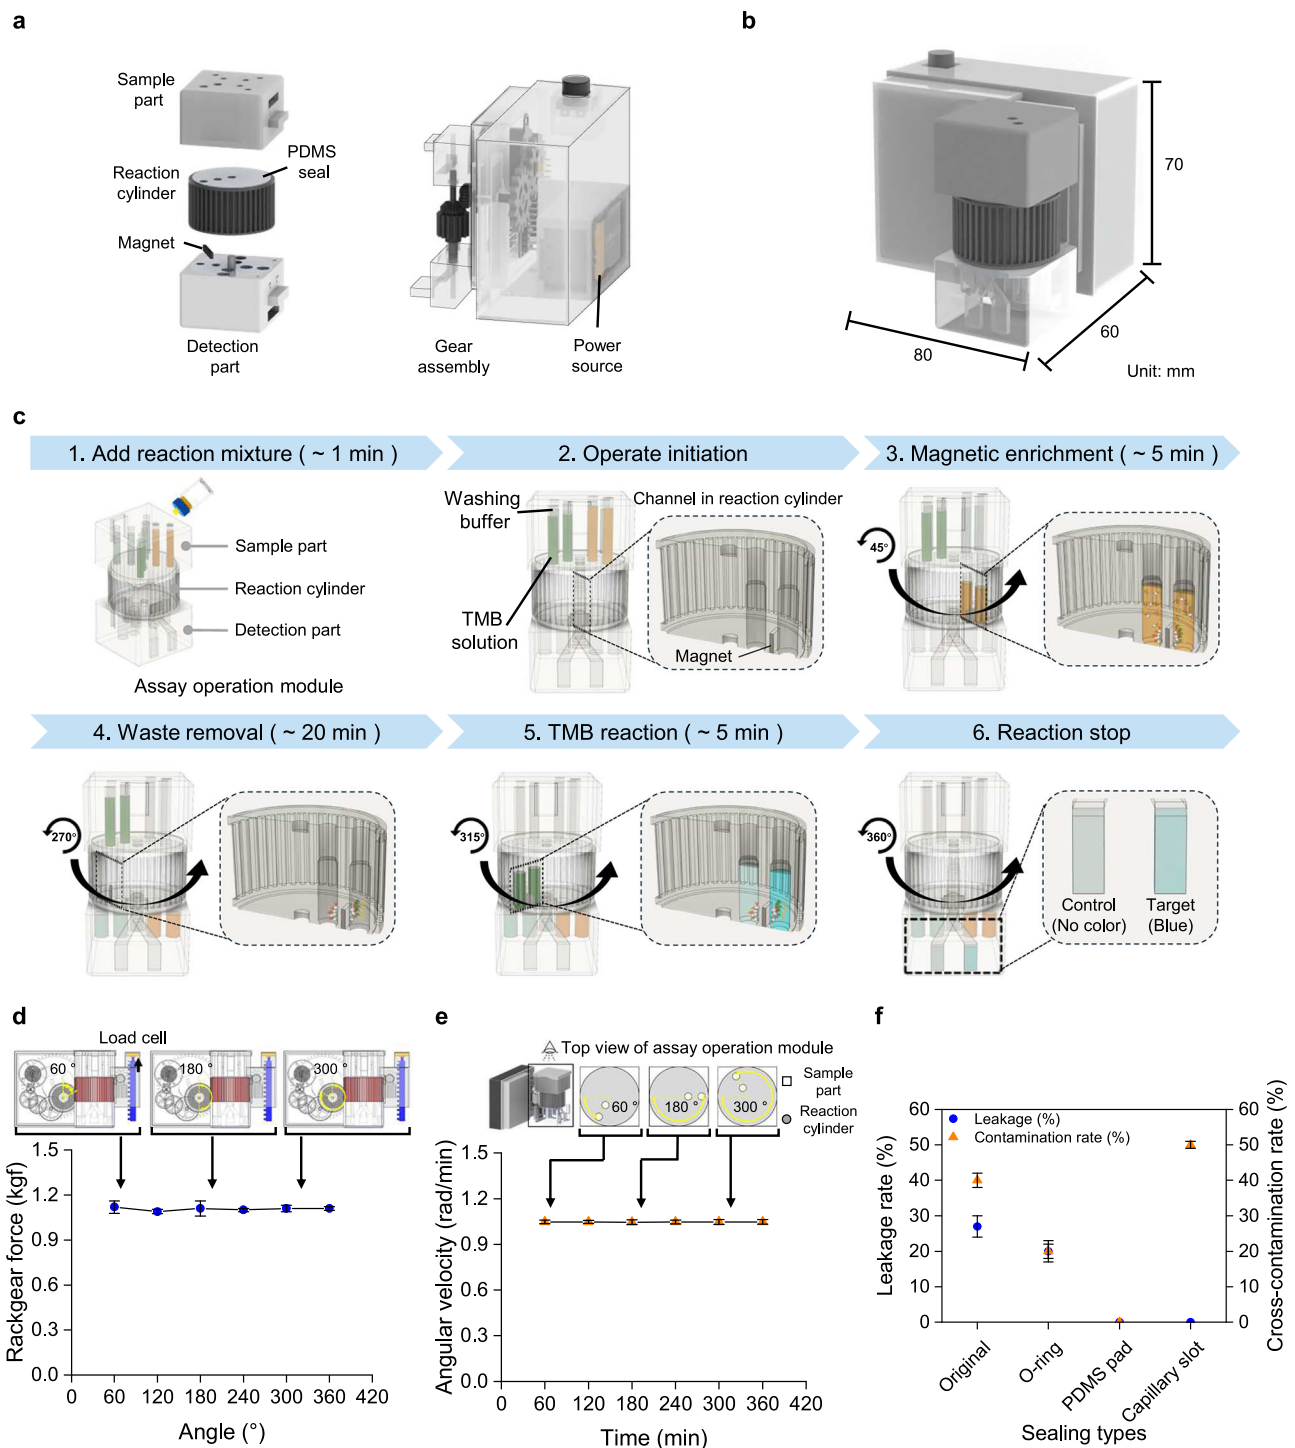 a
Sample
part
PDMS
seal
Reaction
cylinder
Magnet
Detection
part
Gear
assembly
Power
source
b
70
60
80
Unit: mm
c
1. Add reaction mixture ( ~ 1 min )
2. Operate initiation
3. Magnetic enrichment ( ~ 5 min )
Sample part
Reaction cylinder
Detection part
Assay operation module
Washing
buffer
Channel in reaction cylinder
TMB
solution
Magnet
45°
4. Waste removal ( ~ 20 min )
5. TMB reaction ( ~ 5 min )
6. Reaction stop
270°
315°
360°
Control
(No color)
Target
(Blue)
d
Load cell
60 °
180 °
300 °
Rackgear force (kgf)
1.5
1.2
0.9
0.6
0.3
0.0
0 60 120 180 240 300 360 420
Angle (°)
e
Top view of assay operation module
60 °
180 °
300 °
Sample
part
Reaction
cylinder
Angular velocity (rad/min)
1.5
1.2
0.9
0.6
0.3
0.0
0 60 120 180 240 300 360 420
Time (min)
f
Leakage (%)
Contamination rate (%)
Leakage rate (%)
60
50
40
30
20
10
0
Cross-contamination rate (%)
60
50
40
30
20
10
0
Original
O-ring
PDMS pad
Capillary slot
Sealing types